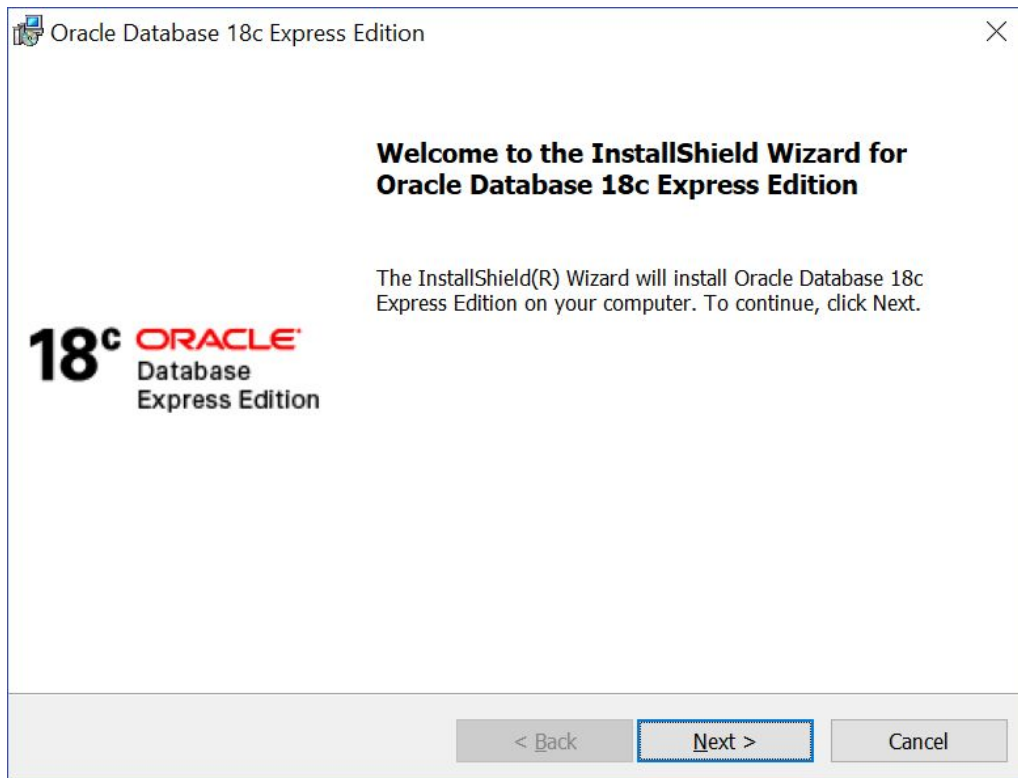 Oracle Database 18c Express Edition
Welcome to the InstallShield Wizard for
Oracle Database 18c Express Edition
The InstallShield(R) Wizard will install Oracle Database 18c
Express Edition on your computer. To continue, click Next.
18c ORACLE
Database
Express Edition
< Back
Next >
Cancel